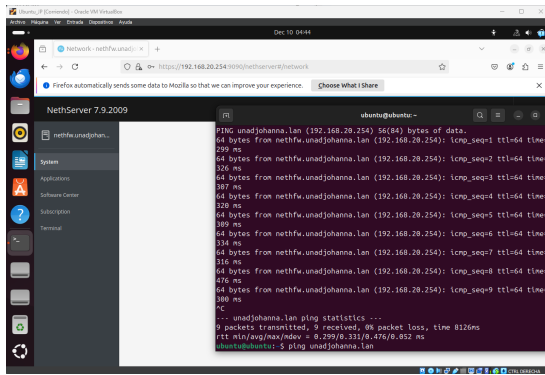 Ubuntu_JP [Corriendo] - Oracle VM VirtualBox
Archivo Máquina Ver Entrada Dispositivos Ayuda
Dec 10 04:44
Network - nethfw.unadjo
https://192.168.20.254:9090/nethserver#/network
Firefox automatically sends some data to Mozilla so that we can improve your experience. Choose What I Share
NethServer 7.9.2009
nethfw.unadjohan...
System
Applications
Software Center
Subscription
Terminal
ubuntu@ubuntu: ~
PING unadjohanna.lan (192.168.20.254) 56(84) bytes of data.
64 bytes from nethfw.unadjohanna.lan (192.168.20.254): icmp_seq=1 ttl=64 time=
299 ms
64 bytes from nethfw.unadjohanna.lan (192.168.20.254): icmp_seq=2 ttl=64 time=
326 ms
64 bytes from nethfw.unadjohanna.lan (192.168.20.254): icmp_seq=3 ttl=64 time=
307 ms
64 bytes from nethfw.unadjohanna.lan (192.168.20.254): icmp_seq=4 ttl=64 time=
320 ms
64 bytes from nethfw.unadjohanna.lan (192.168.20.254): icmp_seq=5 ttl=64 time=
309 ms
64 bytes from nethfw.unadjohanna.lan (192.168.20.254): icmp_seq=6 ttl=64 time=
334 ms
64 bytes from nethfw.unadjohanna.lan (192.168.20.254): icmp_seq=7 ttl=64 time=
316 ms
64 bytes from nethfw.unadjohanna.lan (192.168.20.254): icmp_seq=8 ttl=64 time=
476 ms
64 bytes from nethfw.unadjohanna.lan (192.168.20.254): icmp_seq=9 ttl=64 time=
300 ms
^C
--- unadjohanna.lan ping statistics ---
9 packets transmitted, 9 received, 0% packet loss, time 8126ms
rtt min/avg/max/mdev = 0.299/0.331/0.476/0.052 ms
ubuntu@ubuntu:~$ ping unadjohanna.lan
CTRL DERECHA